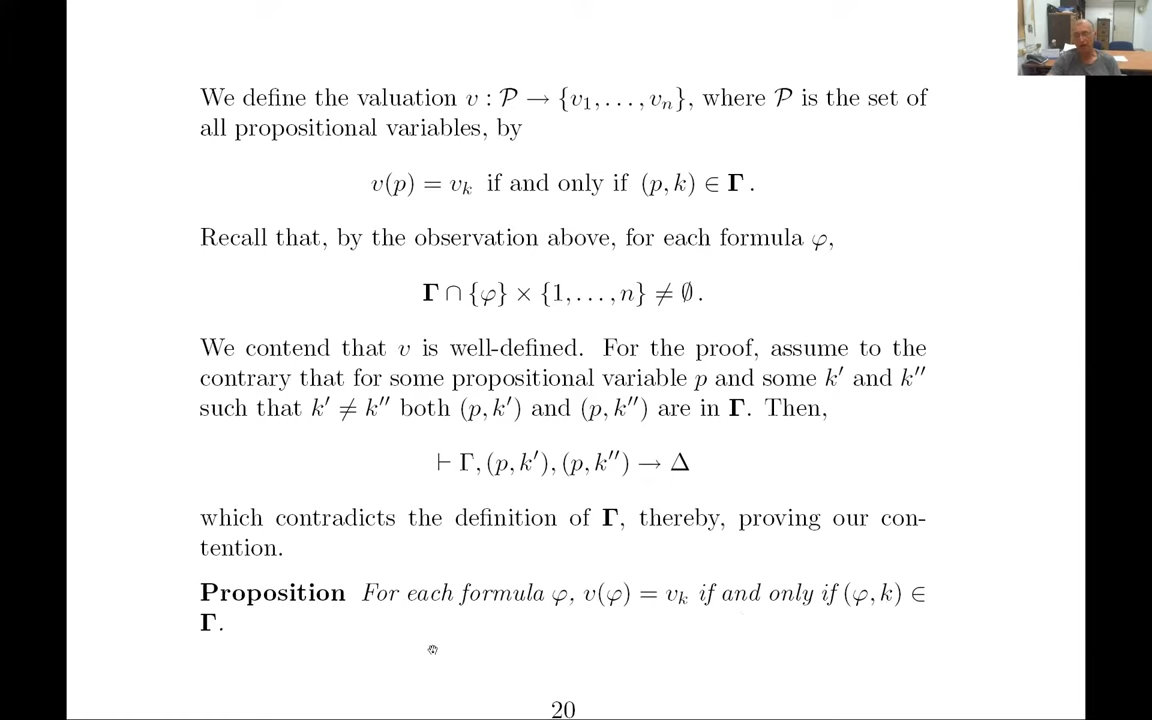 We define the valuation v : 𝒫 → {v₁, . . . , vₙ}, where 𝒫 is the set of
all propositional variables, by
v(p) = vₖ if and only if (p, k) ∈ 𝚪 .
Recall that, by the observation above, for each formula φ,
𝚪 ∩ {φ} × {1, . . . , n} ≠ ∅ .
We contend that v is well-defined. For the proof, assume to the
contrary that for some propositional variable p and some k′ and k″
such that k′ ≠ k″ both (p, k′) and (p, k″) are in 𝚪. Then,
⊢ Γ, (p, k′), (p, k″) → Δ
which contradicts the definition of 𝚪, thereby, proving our con-
tention.
Proposition For each formula φ, v(φ) = vₖ if and only if (φ, k) ∈
𝚪.
20